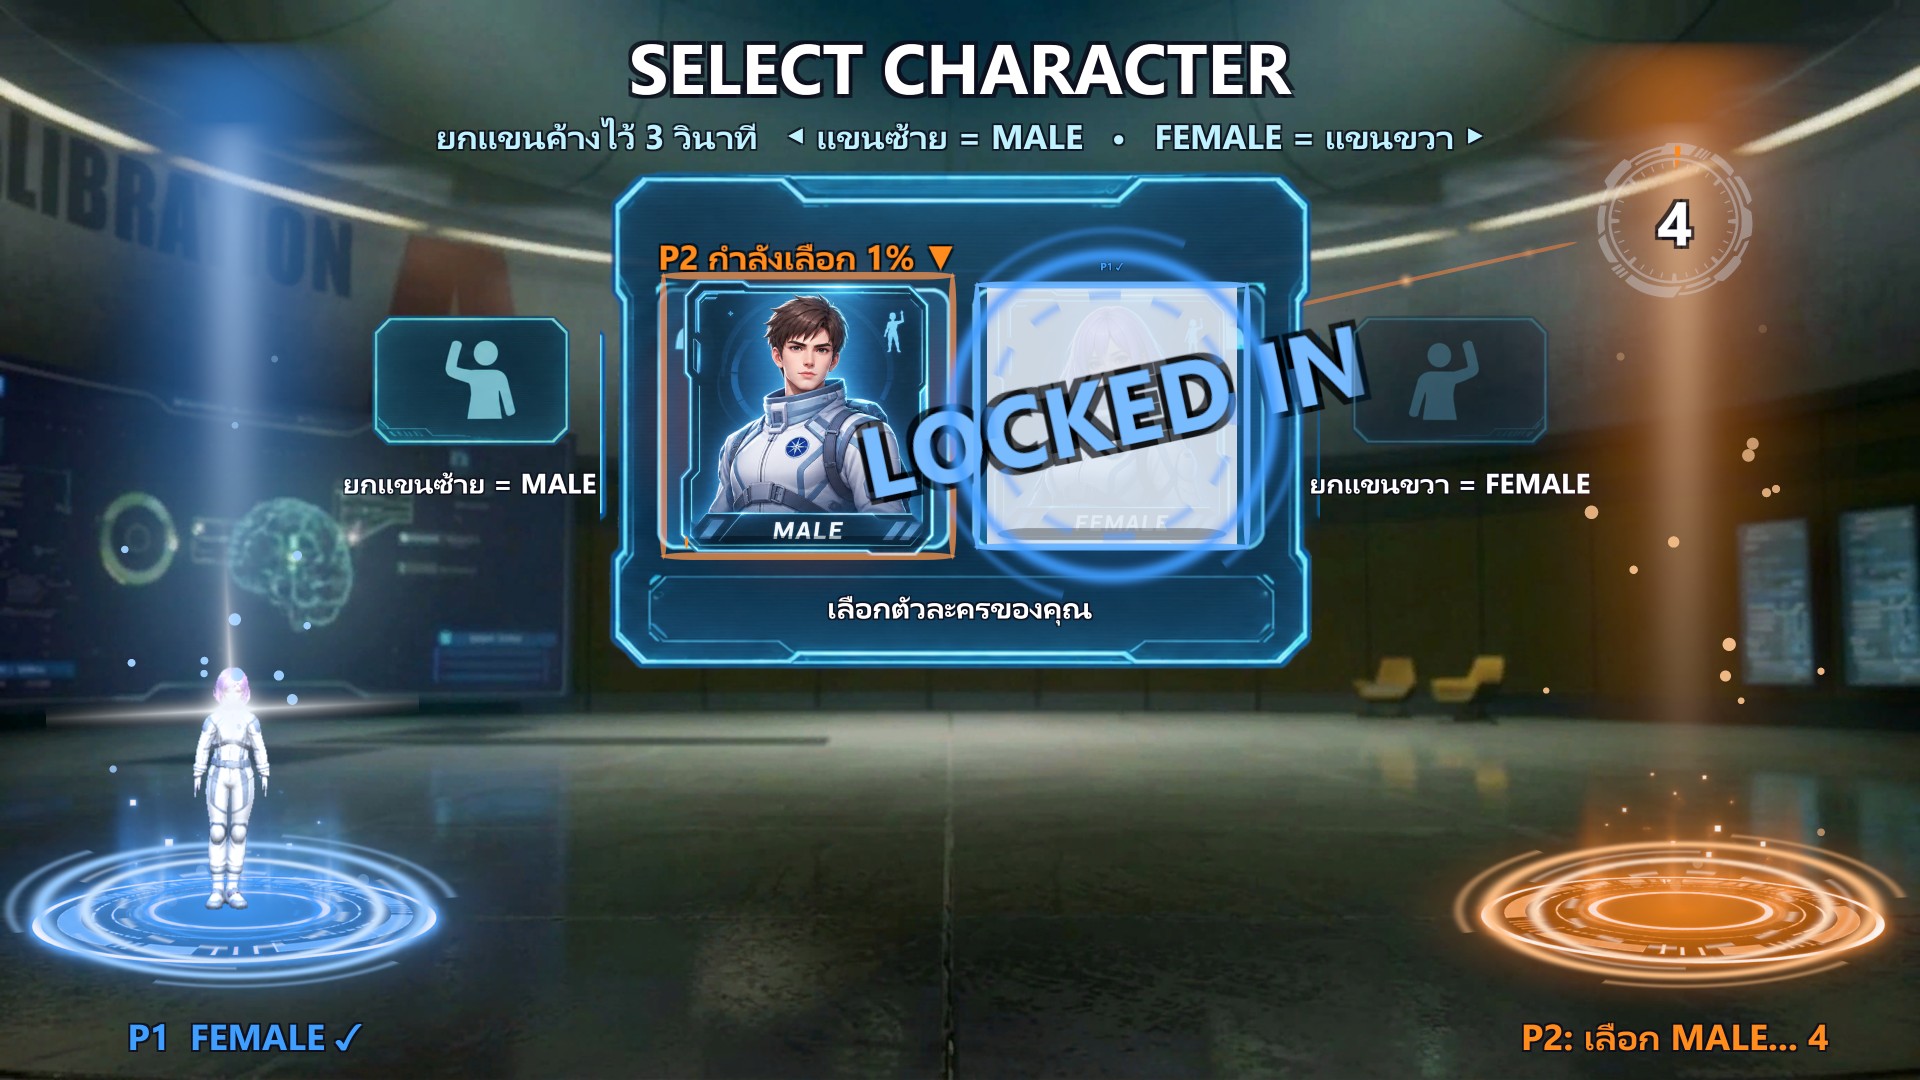 SELECT CHARACTER
ยกแขนค้างไว้ 3 วินาที ◄ แขนซ้าย = MALE • FEMALE = แขนขวา ►
LIBRATION
4
P2 กำลังเลือก 1% ▼
P1 ✓
LOCKED IN
ยกแขนซ้าย = MALE
ยกแขนขวา = FEMALE
MALE
FEMALE
เลือกตัวละครของคุณ
P1 FEMALE ✓
P2: เลือก MALE... 4